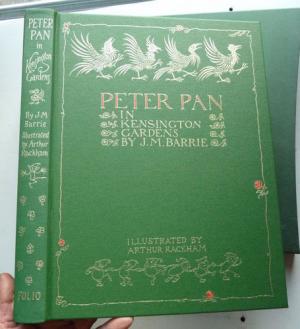 PETER
PAN
in
Kensington
Gardens
By J.M.
Barrie
Illustrated
by Arthur
Rackham
FOLIO
PETER PAN
IN
KENSINGTON
GARDENS
BY J.M.BARRIE
ILLUSTRATED BY
ARTHUR RACKHAM